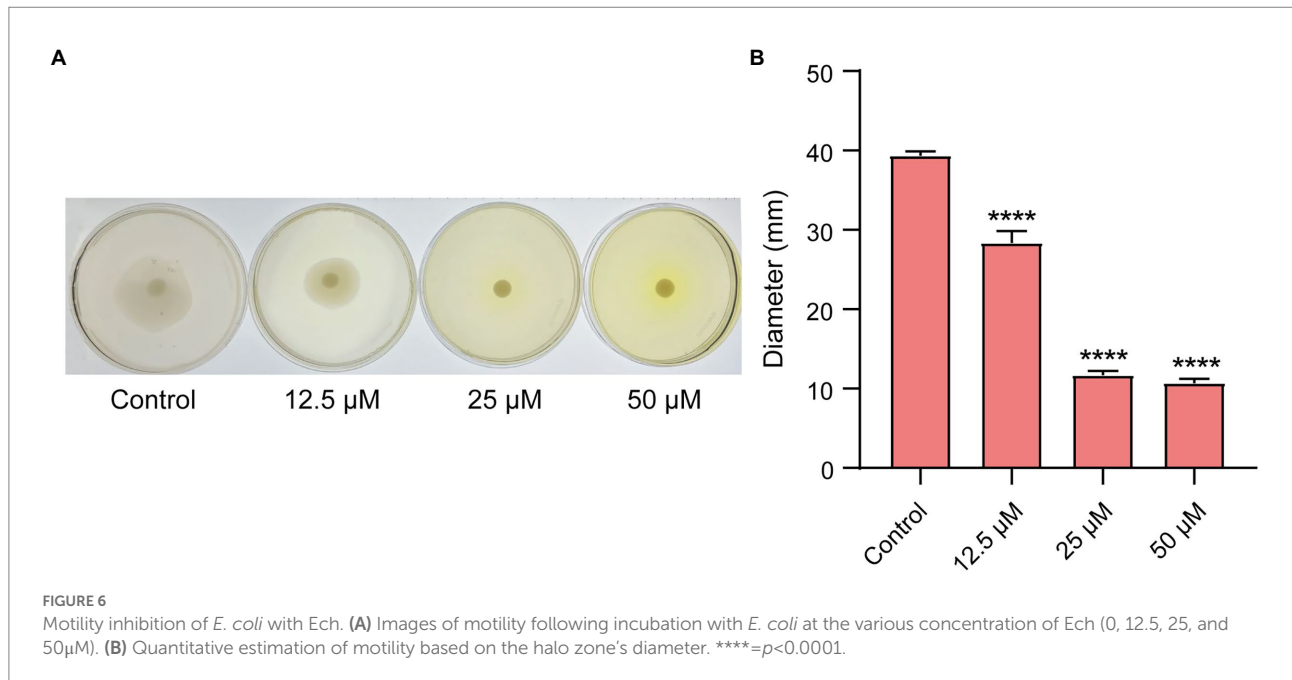 A
Control
12.5 μM
25 μM
50 μM
B
Diameter (mm)
50
40
30
20
10
0
****
****
****
Control
12.5 μM
25 μM
50 μM
FIGURE 6
Motility inhibition of E. coli with Ech. (A) Images of motility following incubation with E. coli at the various concentration of Ech (0, 12.5, 25, and
50μM). (B) Quantitative estimation of motility based on the halo zone’s diameter. ****=p<0.0001.